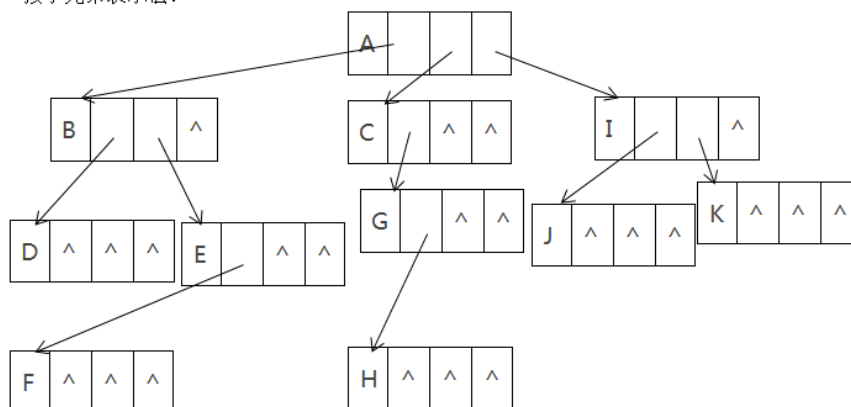 A
B ^
C ^ ^
I ^
D ^ ^ ^
E ^ ^
G ^ ^
J ^ ^ ^
K ^ ^ ^
F ^ ^ ^
H ^ ^ ^